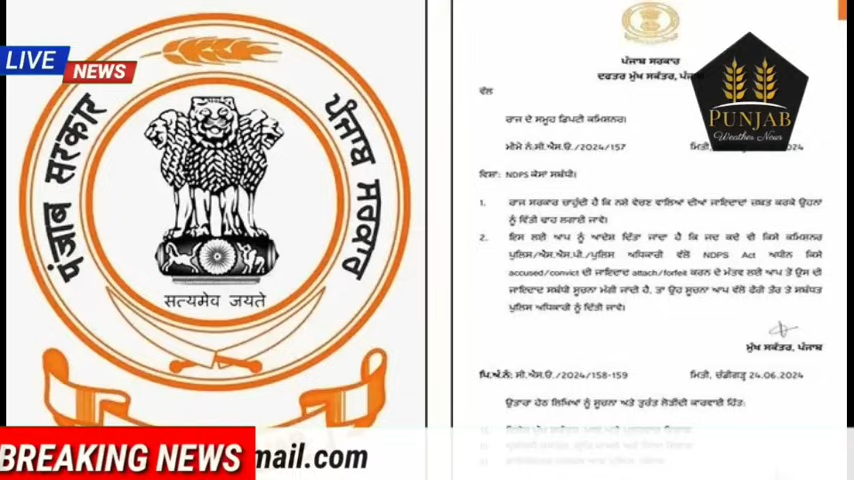 LIVE
NEWS
ਪੰਜਾਬ ਸਰਕਾਰ
ਪੰਜਾਬ ਸਰਕਾਰ
सत्यमेव जयते
ਪੰਜਾਬ ਸਰਕਾਰ
ਦਫਤਰ ਮੁੱਖ ਸਕੱਤਰ, ਪੰਜਾਬ
PUNJAB
Weather News
ਵੱਲ
ਰਾਜ ਦੇ ਸਮੂਹ ਡਿਪਟੀ ਕਮਿਸ਼ਨਰ।
ਮੀਮੋ ਨੰ:ਸੀ.ਐਸ.ਓ./2024/157 ਮਿਤੀ, 2024
ਵਿਸ਼ਾ: NDPS ਕੇਸਾਂ ਸਬੰਧੀ।
1. ਰਾਜ ਸਰਕਾਰ ਚਾਹੁੰਦੀ ਹੈ ਕਿ ਨਸ਼ੇ ਵੇਚਣ ਵਾਲਿਆਂ ਦੀਆਂ ਜਾਇਦਾਦਾਂ ਜ਼ਬਤ ਕਰਕੇ ਉਹਨਾਂ
ਨੂੰ ਦਿੱਤੀ ਢਾਹ ਲਗਾਈ ਜਾਵੇ।
2. ਇਸ ਲਈ ਆਪ ਨੂੰ ਆਦੇਸ਼ ਦਿੱਤਾ ਜਾਂਦਾ ਹੈ ਕਿ ਜਦ ਕਦੇ ਵੀ ਕਿਸੇ ਕਮਿਸ਼ਨਰ
ਪੁਲਿਸ/ਐਸ.ਐਸ.ਪੀ./ਪੁਲਿਸ ਅਧਿਕਾਰੀ ਵੱਲੋਂ NDPS Act ਅਧੀਨ ਕਿਸੇ
accused/convict ਦੀ ਜਾਇਦਾਦ attach/forfeit ਕਰਨ ਦੇ ਮੰਤਵ ਲਈ ਆਪ ਤੋਂ ਉਸ ਦੀ
ਜਾਇਦਾਦ ਸਬੰਧੀ ਸੂਚਨਾ ਮੰਗੀ ਜਾਂਦੀ ਹੈ, ਤਾਂ ਉਹ ਸੂਚਨਾ ਆਪ ਵੱਲੋਂ ਫੌਰੀ ਤੌਰ ਤੇ ਸਬੰਧਤ
ਪੁਲਿਸ ਅਧਿਕਾਰੀ ਨੂੰ ਦਿੱਤੀ ਜਾਵੇ।
ਮੁੱਖ ਸਕੱਤਰ, ਪੰਜਾਬ
ਪਿ.ਅੰ.ਨੰ: ਸੀ.ਐਸ.ਓ./2024/158-159 ਮਿਤੀ, ਚੰਡੀਗੜ੍ਹ 24.06.2024
ਉਤਾਰਾ ਹੇਠ ਲਿਖਿਆਂ ਨੂੰ ਸੂਚਨਾ ਅਤੇ ਤੁਰੰਤ ਲੋੜੀਂਦੀ ਕਾਰਵਾਈ ਹਿੱਤ:
BREAKING NEWS mail.com